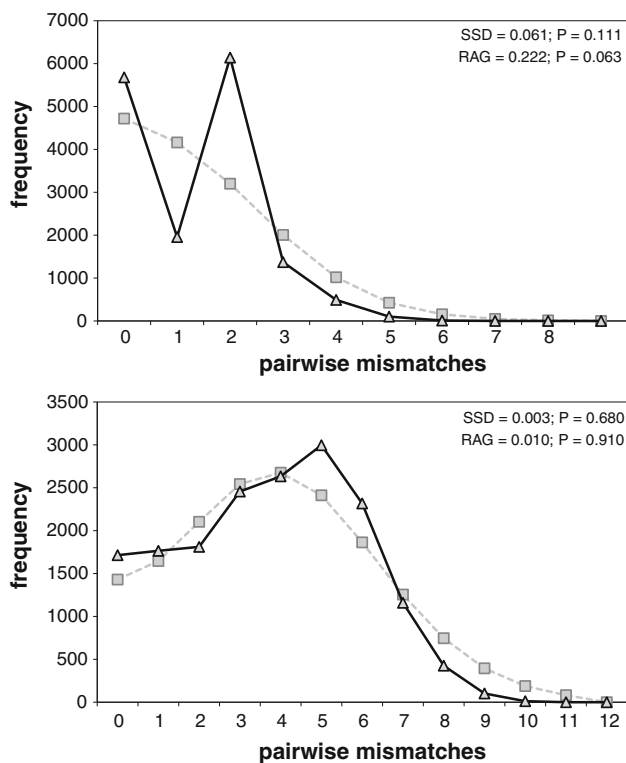 SSD = 0.061; P = 0.111
RAG = 0.222; P = 0.063
frequency
7000
6000
5000
4000
3000
2000
1000
0
0 1 2 3 4 5 6 7 8
pairwise mismatches
SSD = 0.003; P = 0.680
RAG = 0.010; P = 0.910
frequency
3500
3000
2500
2000
1500
1000
500
0
0 1 2 3 4 5 6 7 8 9 10 11 12
pairwise mismatches